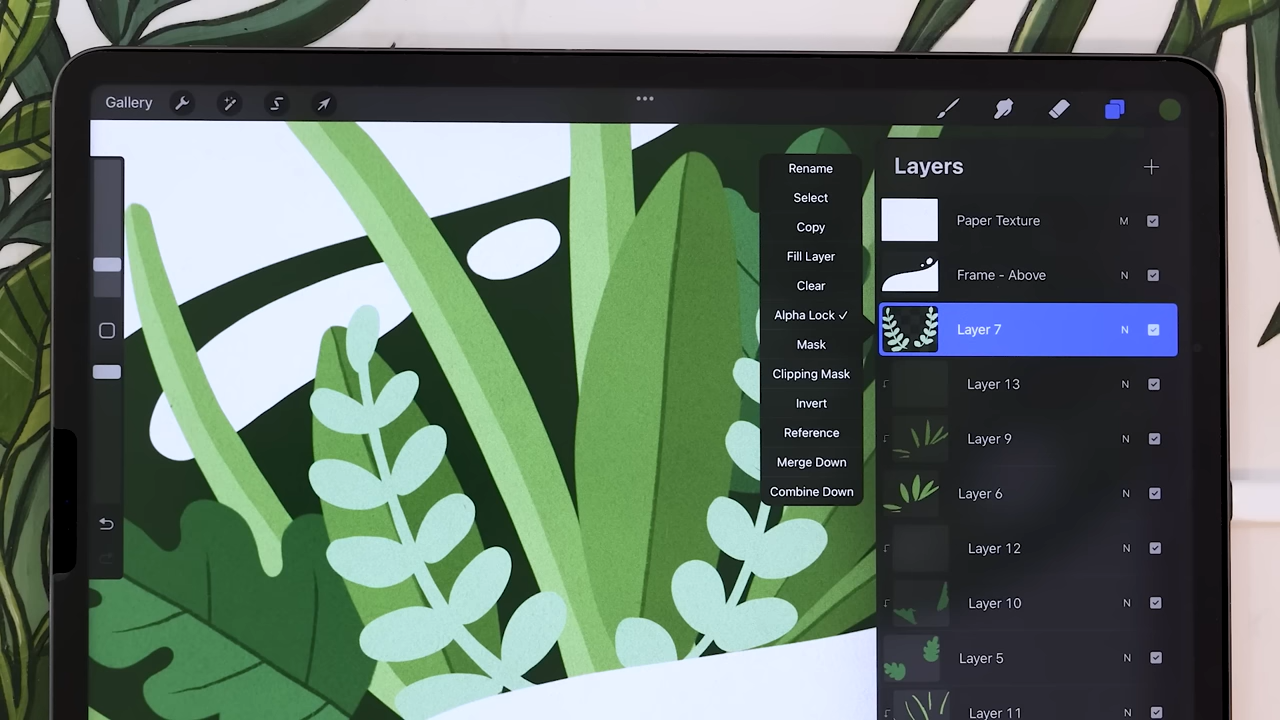 Gallery
Layers
Rename
Select
Copy
Fill Layer
Clear
Alpha Lock ✓
Mask
Clipping Mask
Invert
Reference
Merge Down
Combine Down
Paper Texture M
Frame - Above N
Layer 7 N
Layer 13 N
Layer 9 N
Layer 6 N
Layer 12 N
Layer 10 N
Layer 5 N
Layer 11 N